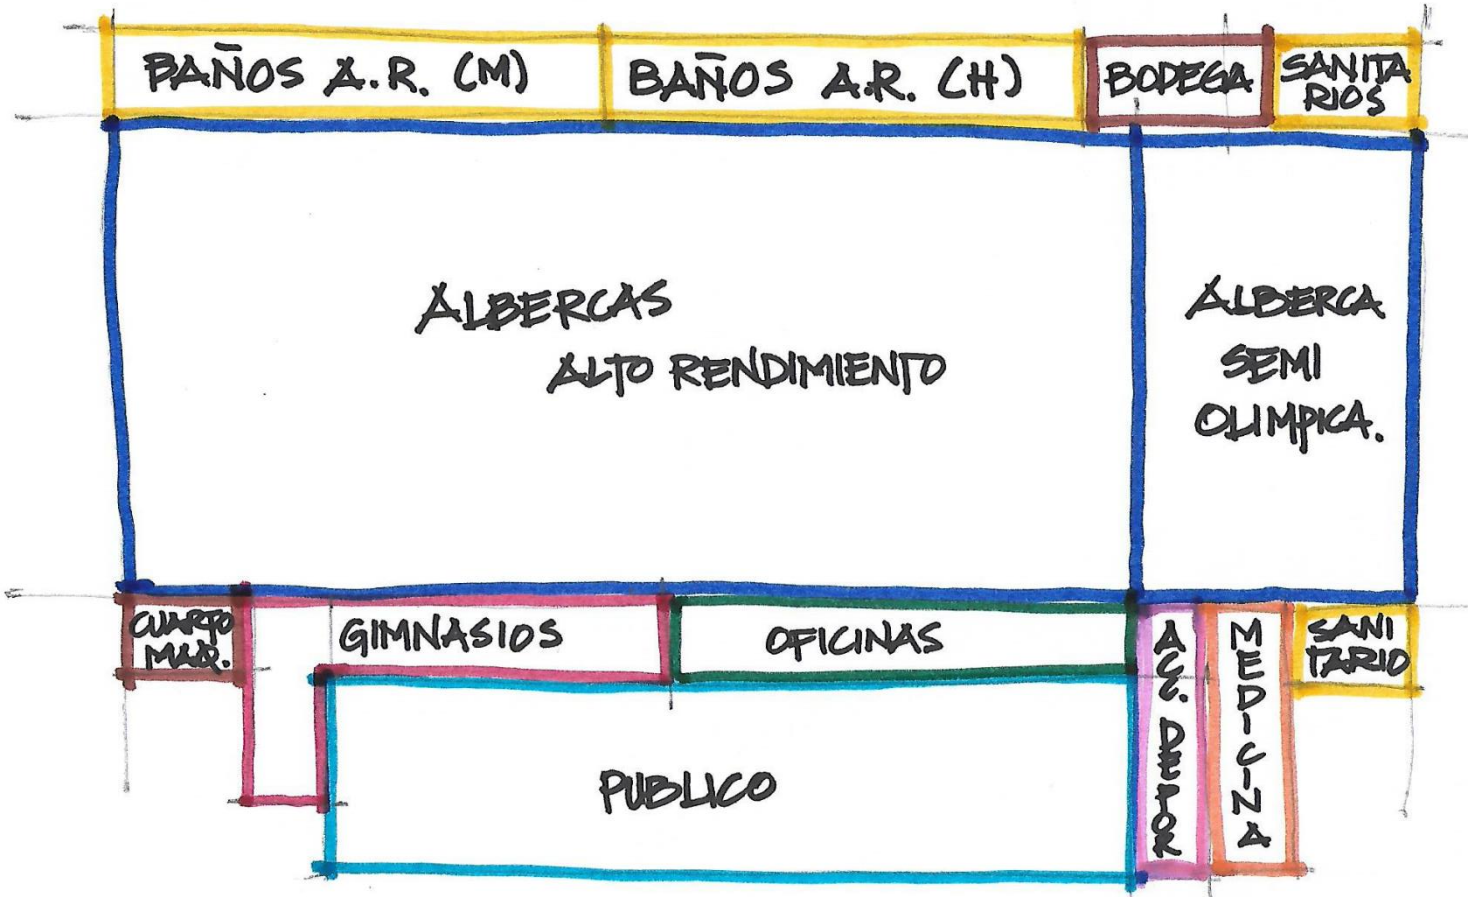 BAÑOS A.R. (M)
BAÑOS A.R. (H)
BODEGA
SANITA
RIOS
ALBERCAS
ALTO RENDIMIENTO
ALBERCA
SEMI
OLIMPICA.
CUARTO
MAQ.
GIMNASIOS
OFICINAS
ACC. DEPOR
MEDICINA
SANI
TARIO
PUBLICO